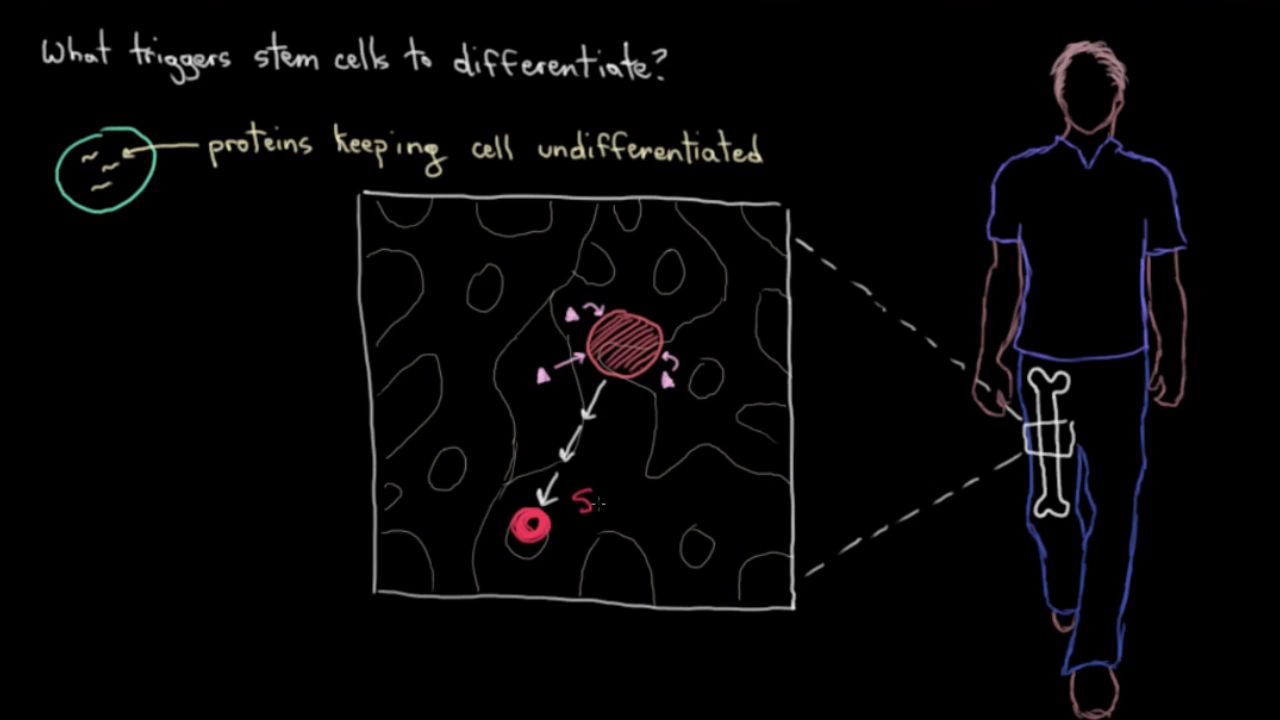 What triggers stem cells to differentiate?
proteins keeping cell undifferentiated
S